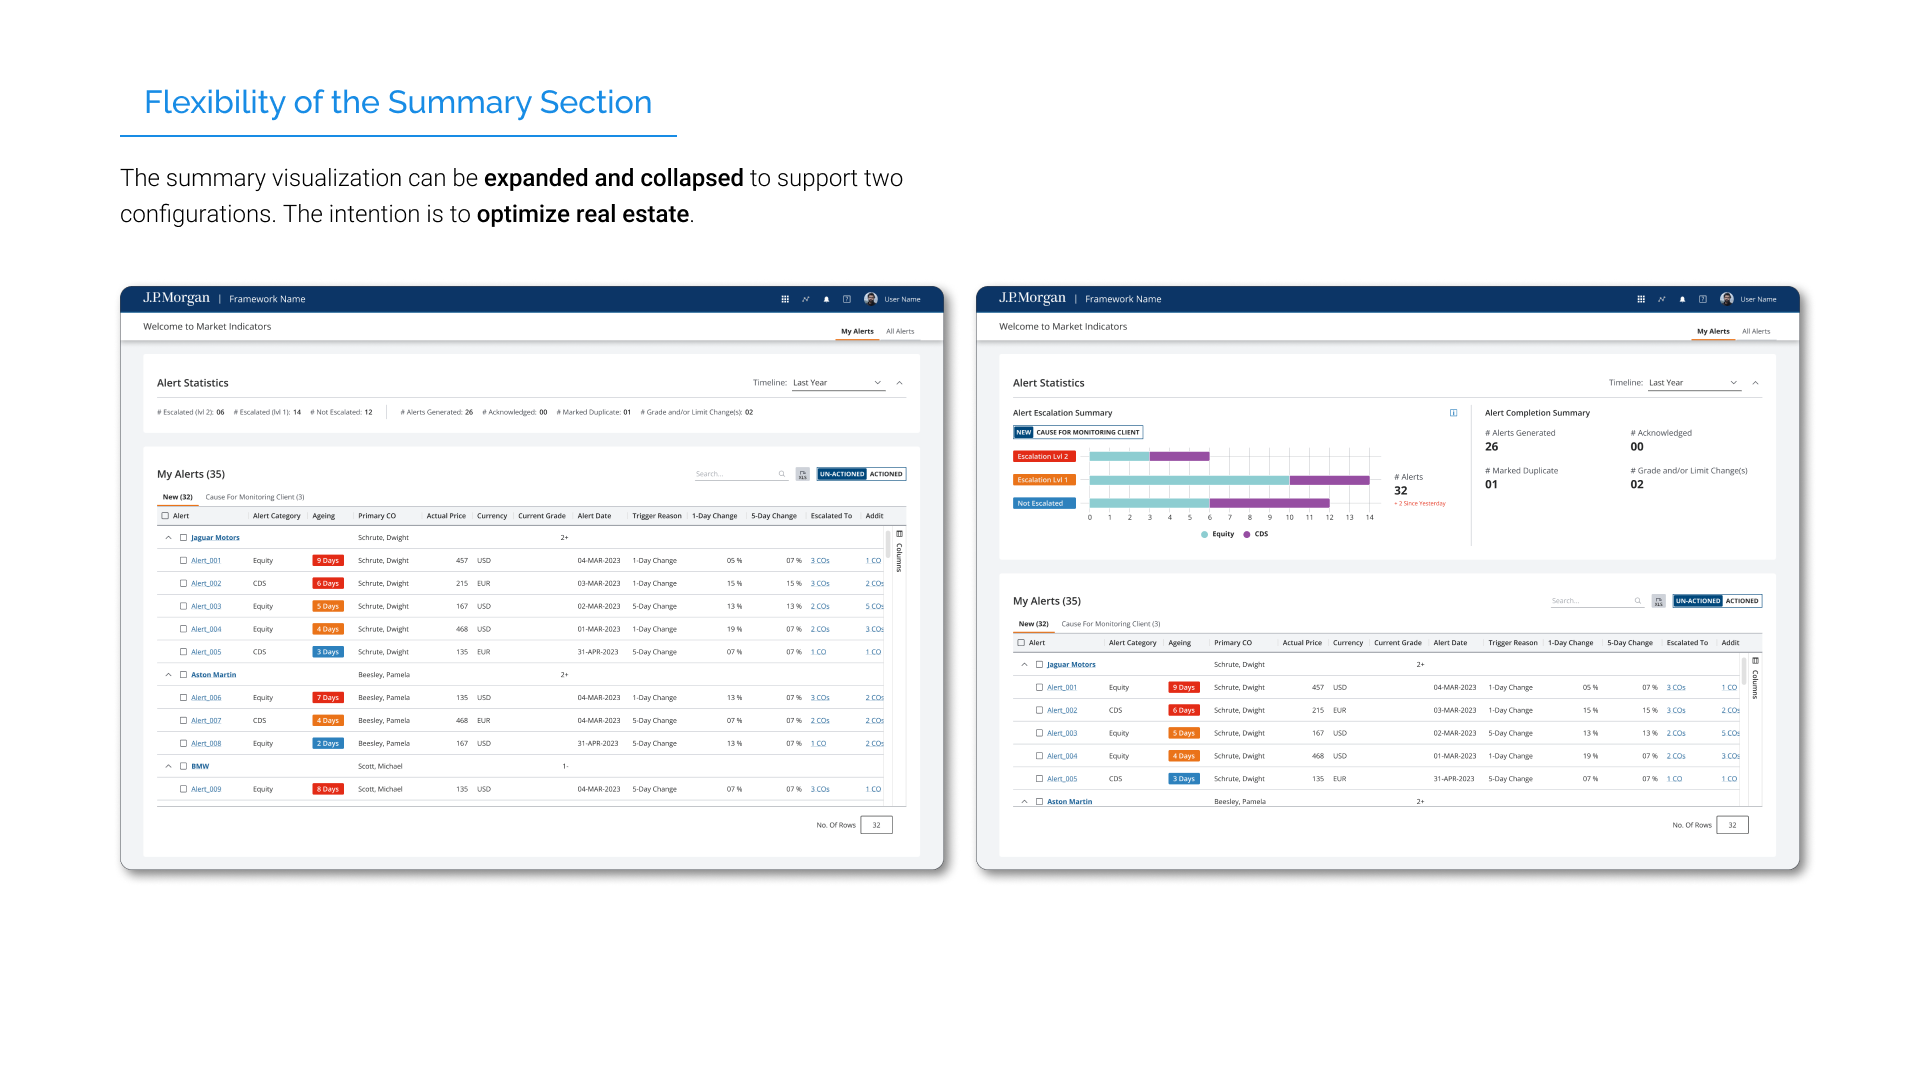 Flexibility of the Summary Section
The summary visualization can be expanded and collapsed to support two
configurations. The intention is to optimize real estate.
J.P.Morgan | Framework Name User Name
Welcome to Market Indicators
My Alerts All Alerts
Alert Statistics Timeline: Last Year
# Escalated (lvl 2): 06 # Escalated (lvl 1): 14 # Not Escalated: 12 # Alerts Generated: 26 # Acknowledged: 00 # Marked Duplicate: 01 # Grade and/or Limit Change(s): 02
My Alerts (35) Search... XLS UN-ACTIONED ACTIONED
New (32) Cause For Monitoring Client (3)
Alert Alert Category Ageing Primary CO Actual Price Currency Current Grade Alert Date Trigger Reason 1-Day Change 5-Day Change Escalated To Addit
Columns
Jaguar Motors Schrute, Dwight 2+
Alert_001 Equity 9 Days Schrute, Dwight 457 USD 04-MAR-2023 1-Day Change 05 % 07 % 3 COs 1 CO
Alert_002 CDS 6 Days Schrute, Dwight 215 EUR 03-MAR-2023 1-Day Change 15 % 15 % 3 COs 2 COs
Alert_003 Equity 5 Days Schrute, Dwight 167 USD 02-MAR-2023 5-Day Change 13 % 13 % 2 COs 5 COs
Alert_004 Equity 4 Days Schrute, Dwight 468 USD 01-MAR-2023 1-Day Change 19 % 07 % 2 COs 3 COs
Alert_005 CDS 3 Days Schrute, Dwight 135 EUR 31-APR-2023 5-Day Change 07 % 07 % 1 CO 1 CO
Aston Martin Beesley, Pamela 2+
Alert_006 Equity 7 Days Beesley, Pamela 135 USD 04-MAR-2023 1-Day Change 13 % 07 % 3 COs 2 COs
Alert_007 CDS 4 Days Beesley, Pamela 468 EUR 04-MAR-2023 5-Day Change 07 % 07 % 2 COs 2 COs
Alert_008 Equity 2 Days Beesley, Pamela 167 USD 31-APR-2023 5-Day Change 13 % 07 % 1 CO 2 COs
BMW Scott, Michael 1-
Alert_009 Equity 8 Days Scott, Michael 135 USD 04-MAR-2023 5-Day Change 07 % 07 % 3 COs 1 CO
No. Of Rows 32
J.P.Morgan | Framework Name User Name
Welcome to Market Indicators
My Alerts All Alerts
Alert Statistics Timeline: Last Year
Alert Escalation Summary
NEW CAUSE FOR MONITORING CLIENT
Escalation Lvl 2
Escalation Lvl 1
Not Escalated
0 1 2 3 4 5 6 7 8 9 10 11 12 13 14
Equity CDS
# Alerts
32
+ 2 Since Yesterday
Alert Completion Summary
# Alerts Generated # Acknowledged
26 00
# Marked Duplicate # Grade and/or Limit Change(s)
01 02
My Alerts (35) Search... XLS UN-ACTIONED ACTIONED
New (32) Cause For Monitoring Client (3)
Alert Alert Category Ageing Primary CO Actual Price Currency Current Grade Alert Date Trigger Reason 1-Day Change 5-Day Change Escalated To Addit
Columns
Jaguar Motors Schrute, Dwight 2+
Alert_001 Equity 9 Days Schrute, Dwight 457 USD 04-MAR-2023 1-Day Change 05 % 07 % 3 COs 1 CO
Alert_002 CDS 6 Days Schrute, Dwight 215 EUR 03-MAR-2023 1-Day Change 15 % 15 % 3 COs 2 COs
Alert_003 Equity 5 Days Schrute, Dwight 167 USD 02-MAR-2023 5-Day Change 13 % 13 % 2 COs 5 COs
Alert_004 Equity 4 Days Schrute, Dwight 468 USD 01-MAR-2023 1-Day Change 19 % 07 % 2 COs 3 COs
Alert_005 CDS 3 Days Schrute, Dwight 135 EUR 31-APR-2023 5-Day Change 07 % 07 % 1 CO 1 CO
Aston Martin Beesley, Pamela 2+
No. Of Rows 32